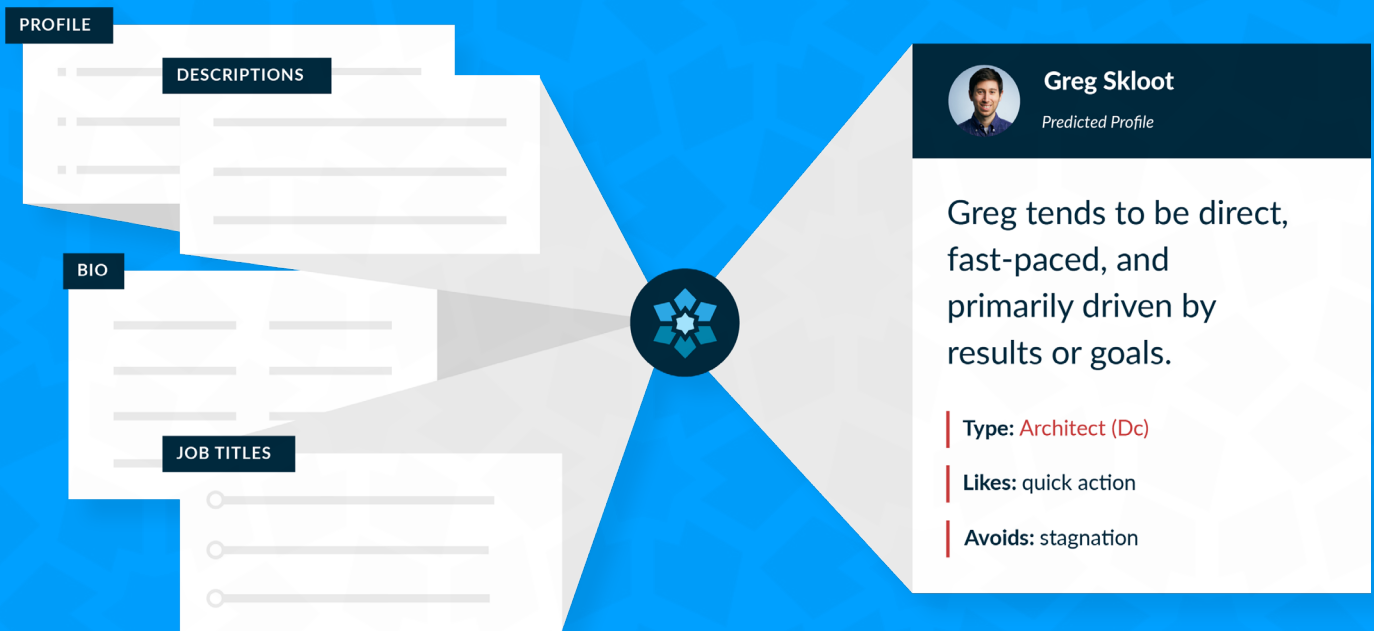 PROFILE
DESCRIPTIONS
BIO
JOB TITLES
Greg Skloot
Predicted Profile
Greg tends to be direct,
fast-paced, and
primarily driven by
results or goals.
Type: Architect (Dc)
Likes: quick action
Avoids: stagnation